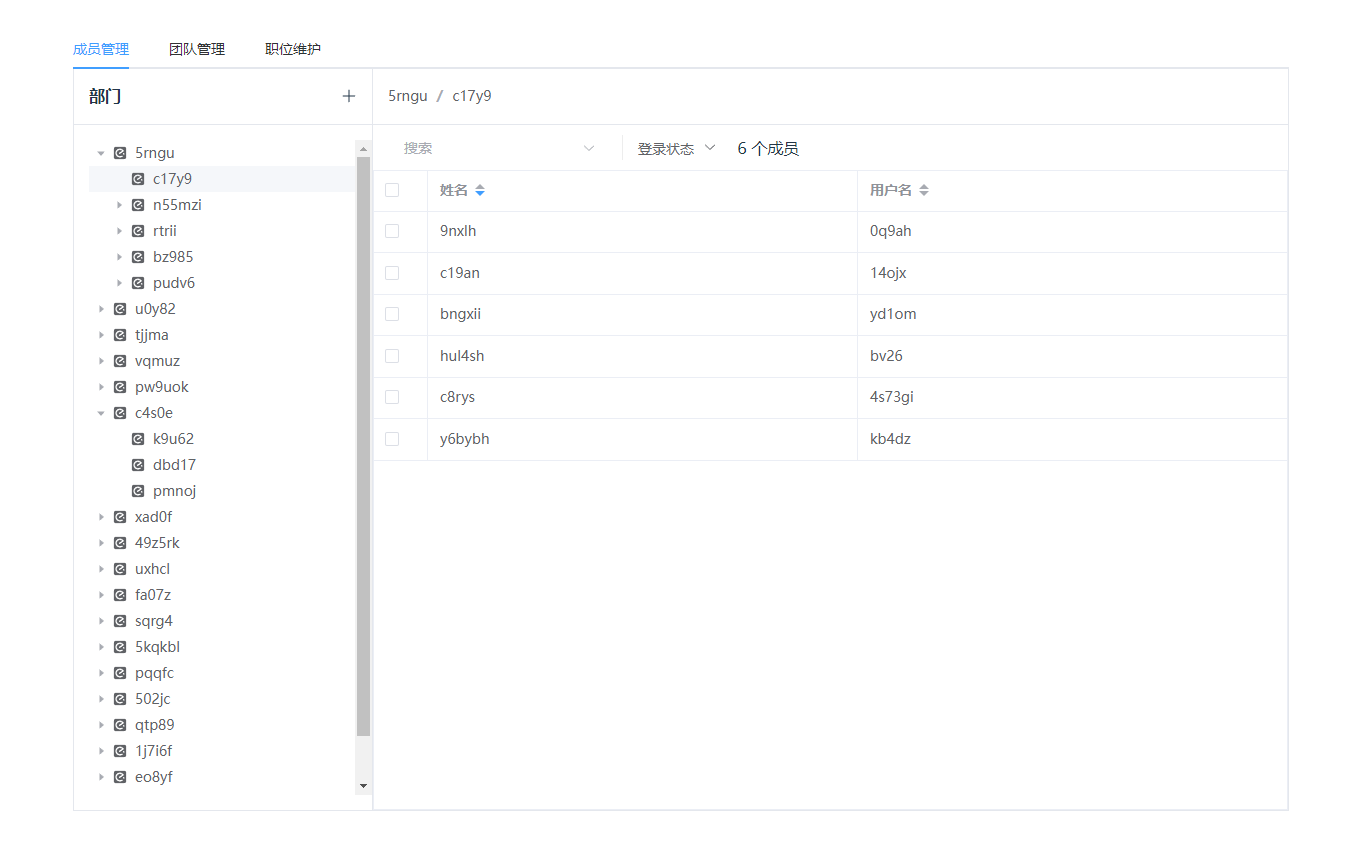 成员管理 团队管理 职位维护
部门
5rngu
c17y9
n55mzi
rtrii
bz985
pudv6
u0y82
tjjma
vqmuz
pw9uok
c4s0e
k9u62
dbd17
pmnoj
xad0f
49z5rk
uxhcl
fa07z
sqrg4
5kqkbl
pqqfc
502jc
qtp89
1j7i6f
eo8yf
5rngu / c17y9
搜索 登录状态 6 个成员
姓名 用户名
9nxlh 0q9ah
c19an 14ojx
bngxii yd1om
hul4sh bv26
c8rys 4s73gi
y6bybh kb4dz